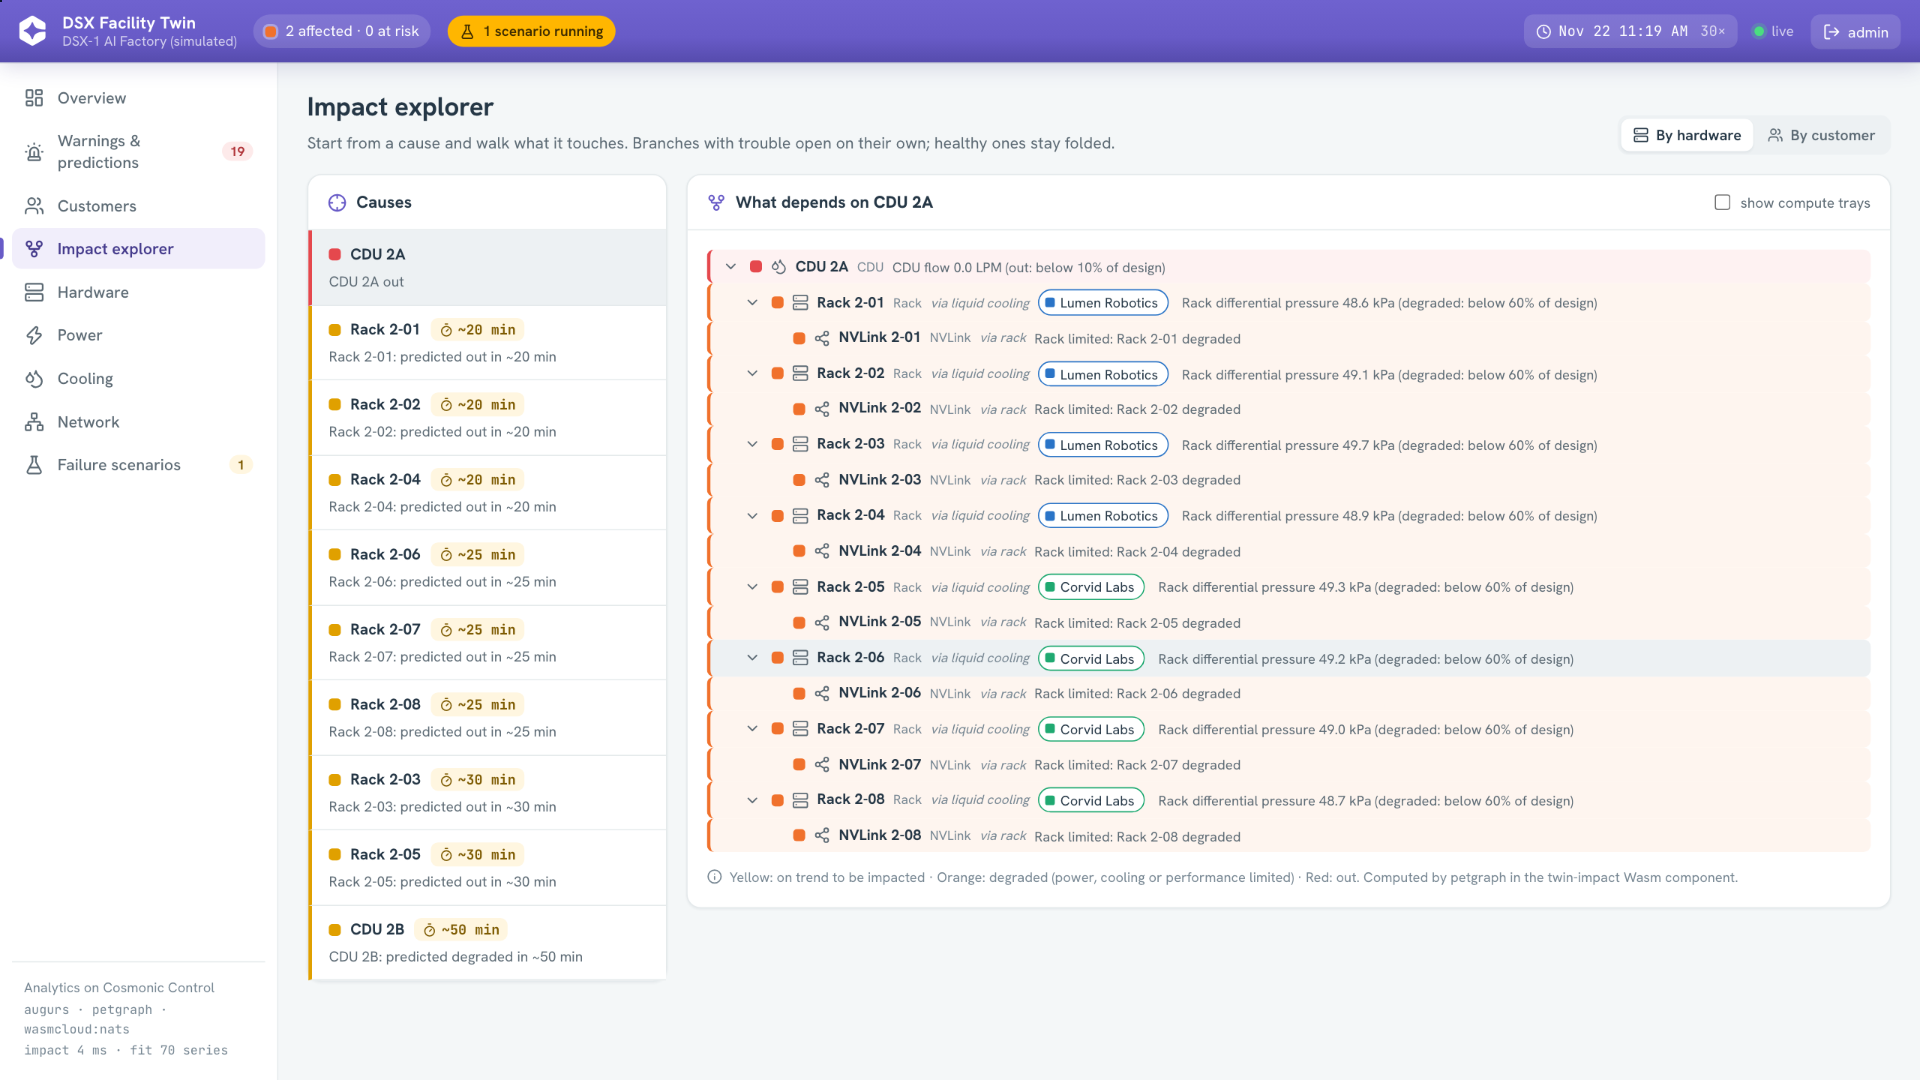 DSX Facility Twin
DSX-1 AI Factory (simulated)
2 affected · 0 at risk
1 scenario running
Nov 22 11:19 AM 30×
live
admin
Overview
Warnings &
predictions
19
Customers
Impact explorer
Hardware
Power
Cooling
Network
Failure scenarios
1
Analytics on Cosmonic Control
augurs · petgraph ·
wasmcloud:nats
impact 4 ms · fit 70 series
Impact explorer
Start from a cause and walk what it touches. Branches with trouble open on their own; healthy ones stay folded.
By hardware
By customer
Causes
CDU 2A
CDU 2A out
Rack 2-01 ~20 min
Rack 2-01: predicted out in ~20 min
Rack 2-02 ~20 min
Rack 2-02: predicted out in ~20 min
Rack 2-04 ~20 min
Rack 2-04: predicted out in ~20 min
Rack 2-06 ~25 min
Rack 2-06: predicted out in ~25 min
Rack 2-07 ~25 min
Rack 2-07: predicted out in ~25 min
Rack 2-08 ~25 min
Rack 2-08: predicted out in ~25 min
Rack 2-03 ~30 min
Rack 2-03: predicted out in ~30 min
Rack 2-05 ~30 min
Rack 2-05: predicted out in ~30 min
CDU 2B ~50 min
CDU 2B: predicted degraded in ~50 min
What depends on CDU 2A
show compute trays
CDU 2A CDU CDU flow 0.0 LPM (out: below 10% of design)
Rack 2-01 Rack via liquid cooling Lumen Robotics Rack differential pressure 48.6 kPa (degraded: below 60% of design)
NVLink 2-01 NVLink via rack Rack limited: Rack 2-01 degraded
Rack 2-02 Rack via liquid cooling Lumen Robotics Rack differential pressure 49.1 kPa (degraded: below 60% of design)
NVLink 2-02 NVLink via rack Rack limited: Rack 2-02 degraded
Rack 2-03 Rack via liquid cooling Lumen Robotics Rack differential pressure 49.7 kPa (degraded: below 60% of design)
NVLink 2-03 NVLink via rack Rack limited: Rack 2-03 degraded
Rack 2-04 Rack via liquid cooling Lumen Robotics Rack differential pressure 48.9 kPa (degraded: below 60% of design)
NVLink 2-04 NVLink via rack Rack limited: Rack 2-04 degraded
Rack 2-05 Rack via liquid cooling Corvid Labs Rack differential pressure 49.3 kPa (degraded: below 60% of design)
NVLink 2-05 NVLink via rack Rack limited: Rack 2-05 degraded
Rack 2-06 Rack via liquid cooling Corvid Labs Rack differential pressure 49.2 kPa (degraded: below 60% of design)
NVLink 2-06 NVLink via rack Rack limited: Rack 2-06 degraded
Rack 2-07 Rack via liquid cooling Corvid Labs Rack differential pressure 49.0 kPa (degraded: below 60% of design)
NVLink 2-07 NVLink via rack Rack limited: Rack 2-07 degraded
Rack 2-08 Rack via liquid cooling Corvid Labs Rack differential pressure 48.7 kPa (degraded: below 60% of design)
NVLink 2-08 NVLink via rack Rack limited: Rack 2-08 degraded
Yellow: on trend to be impacted · Orange: degraded (power, cooling or performance limited) · Red: out. Computed by petgraph in the twin-impact Wasm component.